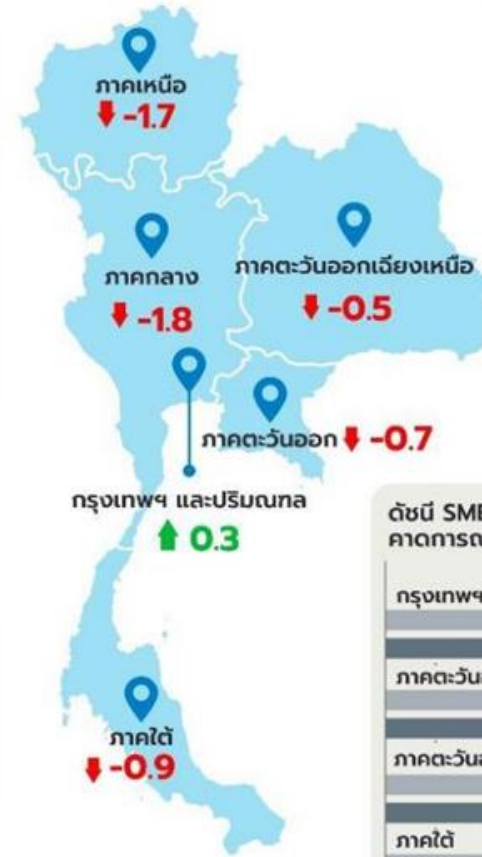 ภาคเหนือ
-1.7
ภาคกลาง
-1.8
ภาคตะวันออกเฉียงเหนือ
-0.5
ภาคตะวันออก -0.7
กรุงเทพฯ และปริมณฑล
0.3
ภาคใต้
-0.9
ดัชนี SME
คาดการณ
กรุงเทพฯ
ภาคตะวัน
ภาคตะวัน
ภาคใต้